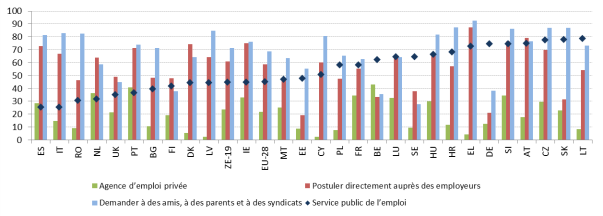 100
90
80
70
60
50
40
30
20
10
0
ES IT RO NL UK PT BG FI DK LV ZE-19 IE EU-28 MT EE CY PL FR BE LU SE HU HR DE SI AT CZ SK LT
Agence d'emploi privée
Postuler directement auprès des employeurs
Demander à des amis, à des parents et à des syndicats
Service public de l'emploi